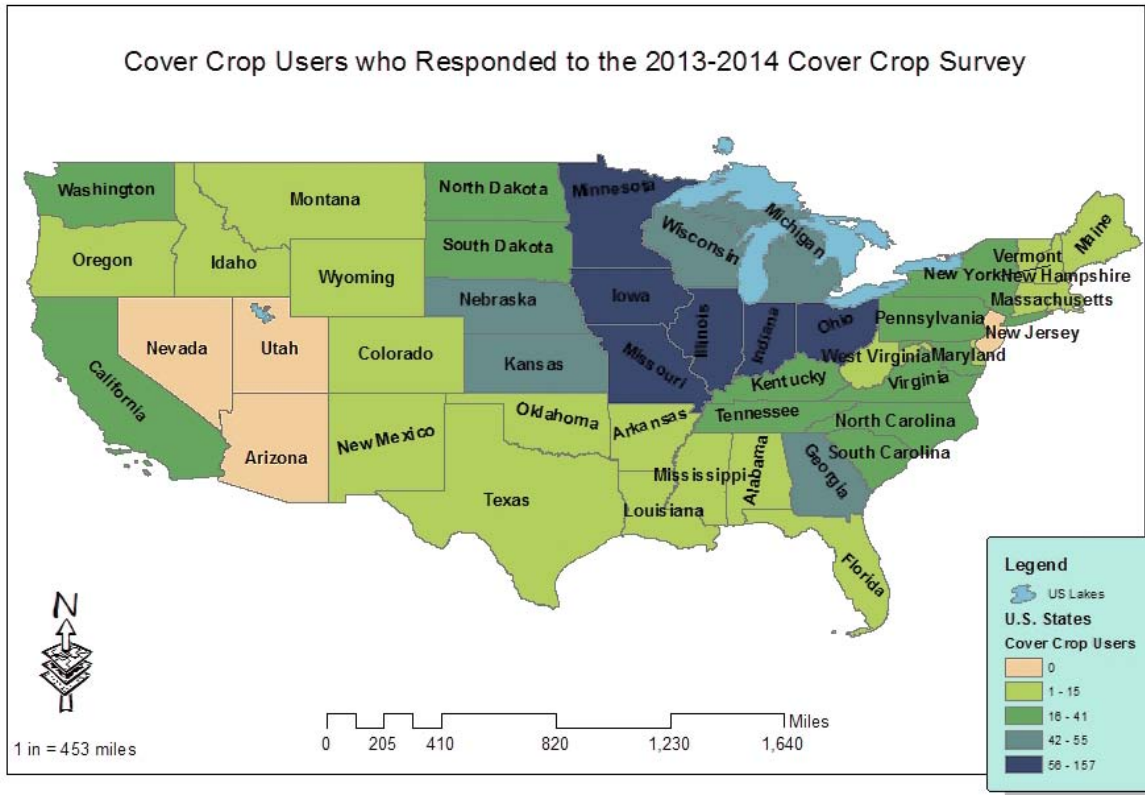 Cover Crop Users who Responded to the 2013-2014 Cover Crop Survey
Washington
Montana
North Dakota
Minnesota
Wisconsin
Michigan
Maine
Oregon
Idaho
South Dakota
Vermont
Wyoming
New York
New Hampshire
Nebraska
Iowa
Massachusetts
Illinois
Indiana
Ohio
Pennsylvania
New Jersey
Nevada
Utah
Colorado
Kansas
Missouri
West Virginia
Maryland
California
Kentucky
Virginia
Oklahoma
Arkansas
Tennessee
North Carolina
Arizona
New Mexico
South Carolina
Mississippi
Alabama
Georgia
Texas
Louisiana
Florida
N
1 in = 453 miles
Miles
0 205 410 820 1,230 1,640
Legend
US Lakes
U.S. States
Cover Crop Users
0
1 - 15
16 - 41
42 - 55
56 - 157